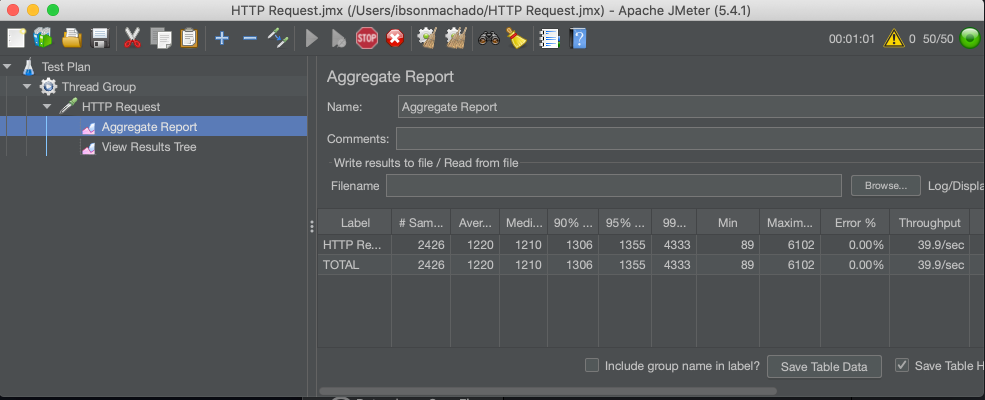 HTTP Request.jmx (/Users/ibsonmachado/HTTP Request.jmx) - Apache JMeter (5.4.1)
STOP 00:01:01 0 50/50
Test Plan
Thread Group
HTTP Request
Aggregate Report
View Results Tree
Aggregate Report
Name: Aggregate Report
Comments:
Write results to file / Read from file
Filename Browse... Log/Displa
Label # Sam... Aver... Medi... 90% ... 95% ... 99... Min Maxim... Error % Throughput
HTTP Re... 2426 1220 1210 1306 1355 4333 89 6102 0.00% 39.9/sec
TOTAL 2426 1220 1210 1306 1355 4333 89 6102 0.00% 39.9/sec
Include group name in label? Save Table Data Save Table H